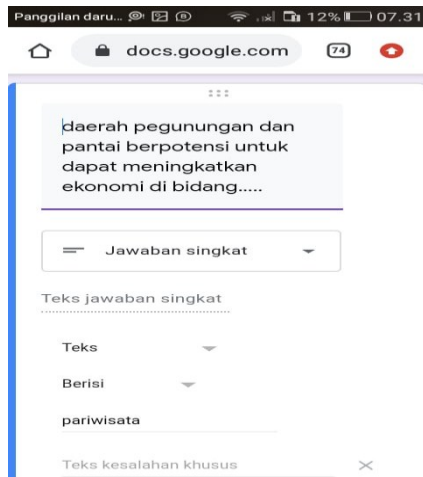 Panggilan daru... 12% 07.31
docs.google.com 74
daerah pegunungan dan
pantai berpotensi untuk
dapat meningkatkan
ekonomi di bidang.....
Jawaban singkat
Teks jawaban singkat
Teks
Berisi
pariwisata
Teks kesalahan khusus